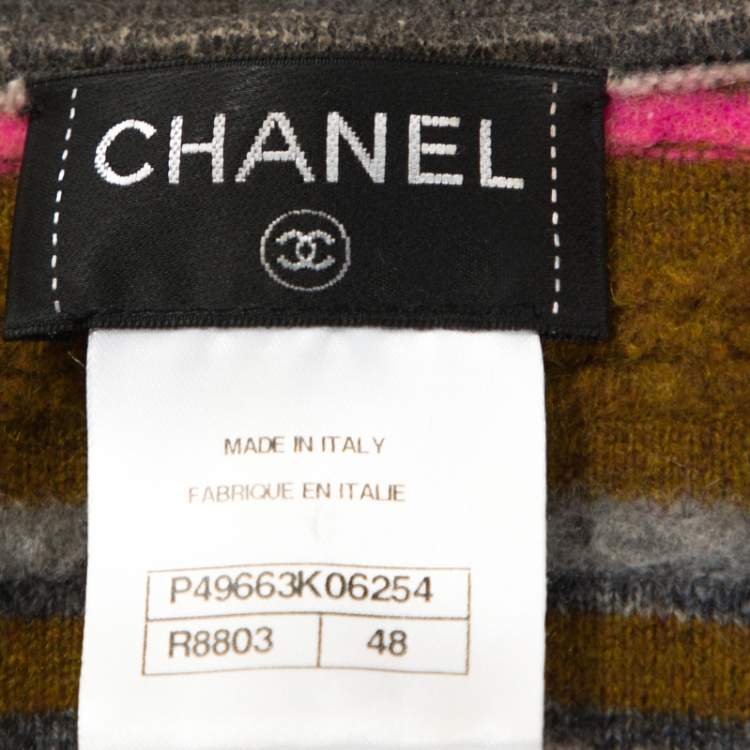 CHANEL
MADE IN ITALY
FABRIQUE EN ITALIE
P49663K06254
R8803 48